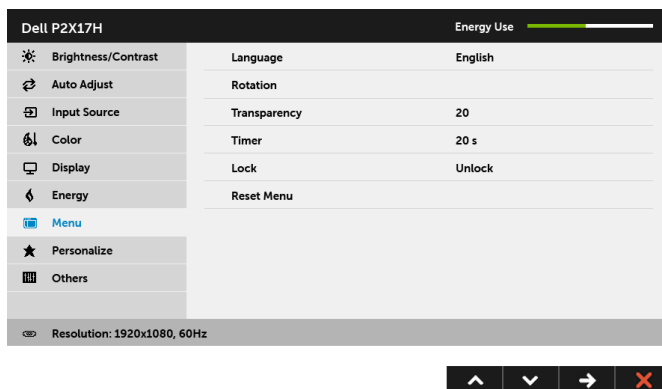 Dell P2X17H Energy Use
Brightness/Contrast Language English
Auto Adjust Rotation
Input Source Transparency 20
Color Timer 20 s
Display Lock Unlock
Energy Reset Menu
Menu
Personalize
Others
Resolution: 1920x1080, 60Hz